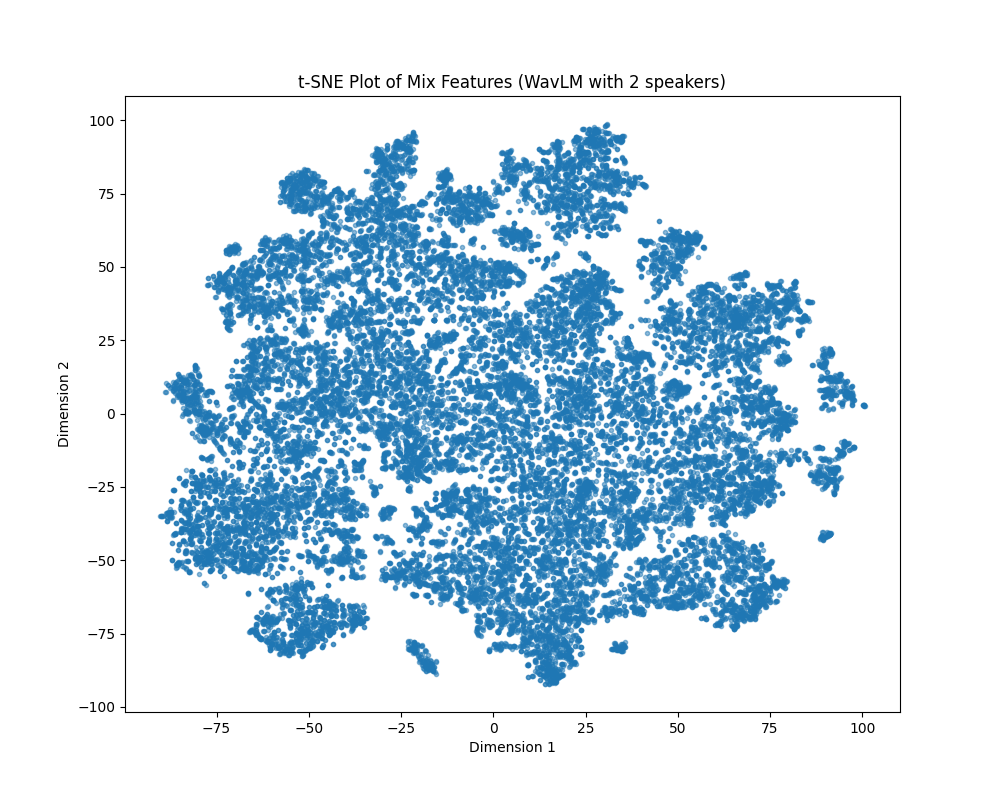 t-SNE Plot of Mix Features (WavLM with 2 speakers)
100
75
50
25
0
−25
−50
−75
−100
Dimension 2
−75 −50 −25 0 25 50 75 100
Dimension 1